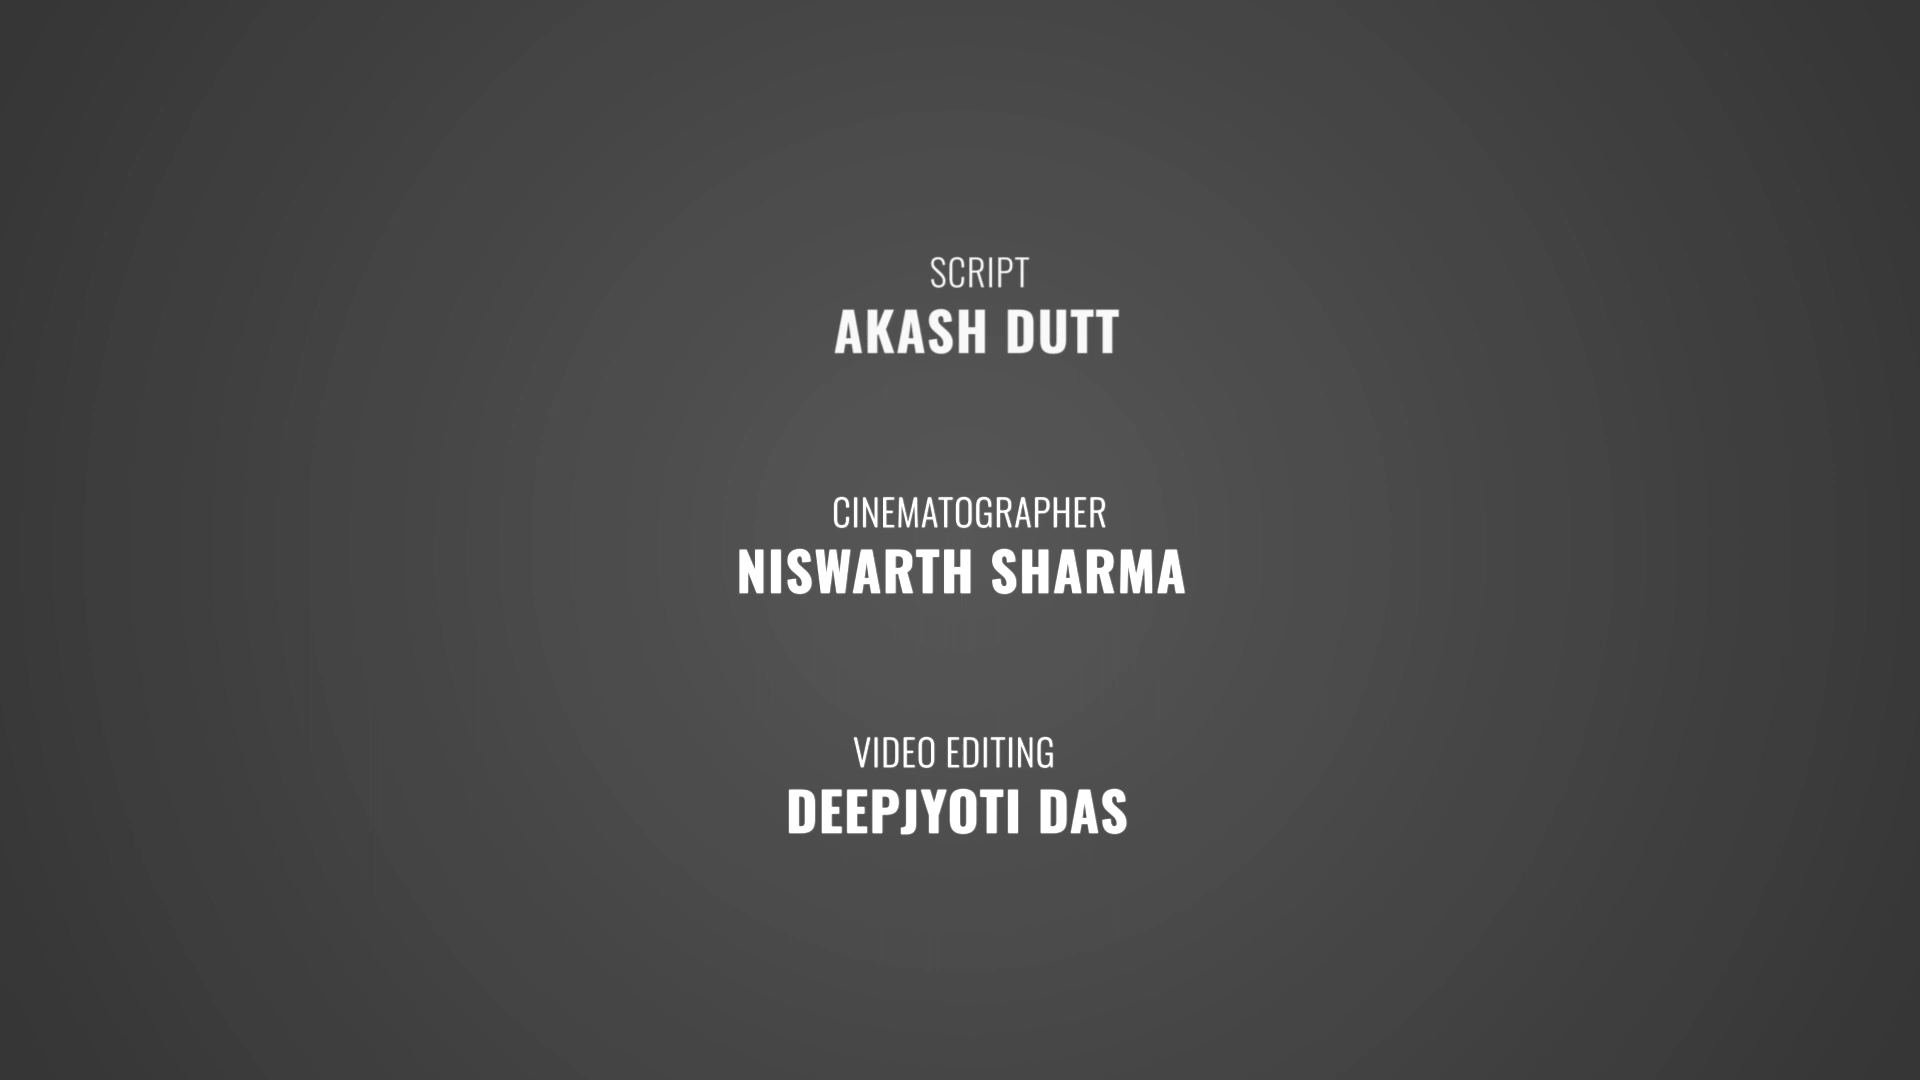 SCRIPT
AKASH DUTT
CINEMATOGRAPHER
NISWARTH SHARMA
VIDEO EDITING
DEEPJYOTI DAS